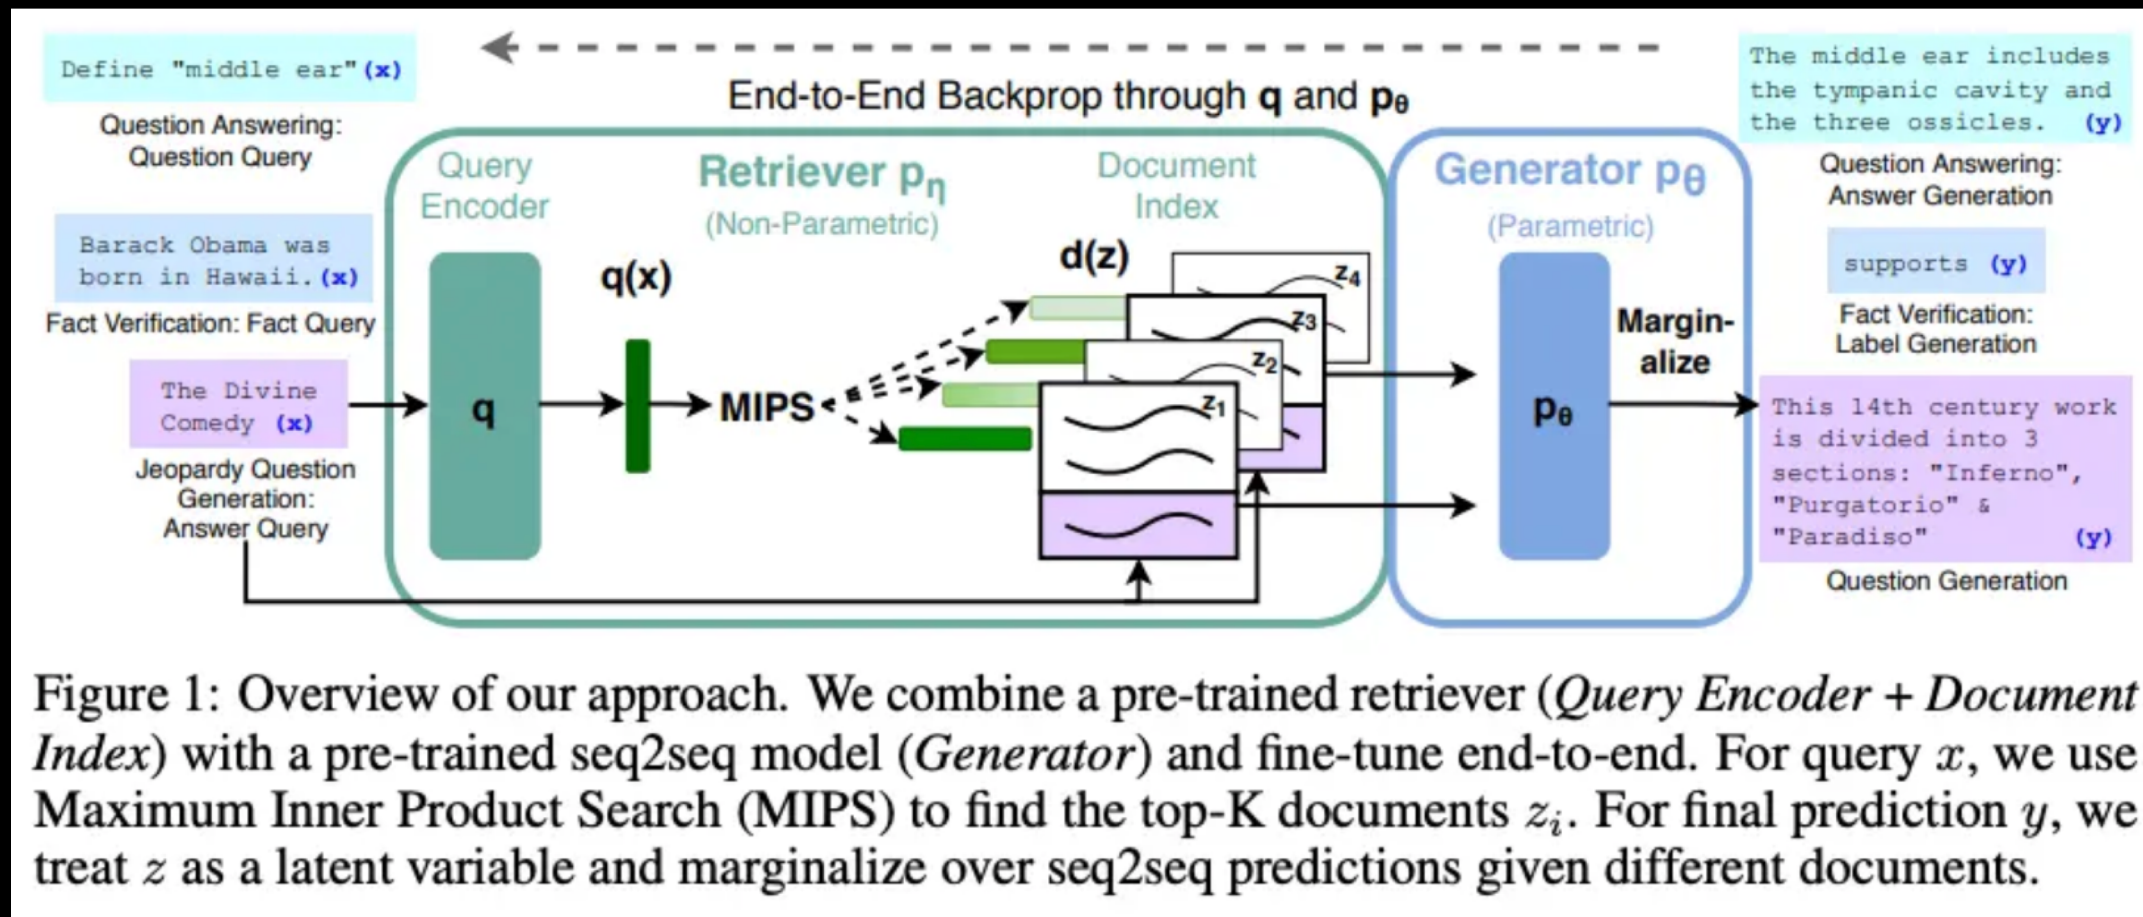 Define "middle ear" (x)
Question Answering:
Question Query
Barack Obama was
born in Hawaii. (x)
Fact Verification: Fact Query
The Divine
Comedy (x)
Jeopardy Question
Generation:
Answer Query
End-to-End Backprop through q and pθ
Query
Encoder
q
q(x)
Retriever pη
(Non-Parametric)
MIPS
Document
Index
d(z)
z4
z3
z2
z1
Generator pθ
(Parametric)
pθ
Margin-
alize
The middle ear includes
the tympanic cavity and
the three ossicles. (y)
Question Answering:
Answer Generation
supports (y)
Fact Verification:
Label Generation
This 14th century work
is divided into 3
sections: "Inferno",
"Purgatorio" &
"Paradiso" (y)
Question Generation
Figure 1: Overview of our approach. We combine a pre-trained retriever (Query Encoder + Document
Index) with a pre-trained seq2seq model (Generator) and fine-tune end-to-end. For query x, we use
Maximum Inner Product Search (MIPS) to find the top-K documents zi. For final prediction y, we
treat z as a latent variable and marginalize over seq2seq predictions given different documents.